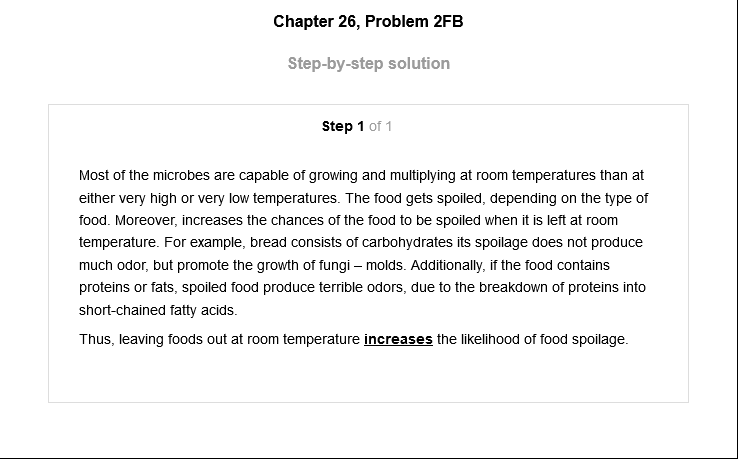 Chapter 26, Problem 2FB
Step-by-step solution
Step 1 of 1
Most of the microbes are capable of growing and multiplying at room temperatures than at
either very high or very low temperatures. The food gets spoiled, depending on the type of
food. Moreover, increases the chances of the food to be spoiled when it is left at room
temperature. For example, bread consists of carbohydrates its spoilage does not produce
much odor, but promote the growth of fungi – molds. Additionally, if the food contains
proteins or fats, spoiled food produce terrible odors, due to the breakdown of proteins into
short-chained fatty acids.
Thus, leaving foods out at room temperature increases the likelihood of food spoilage.